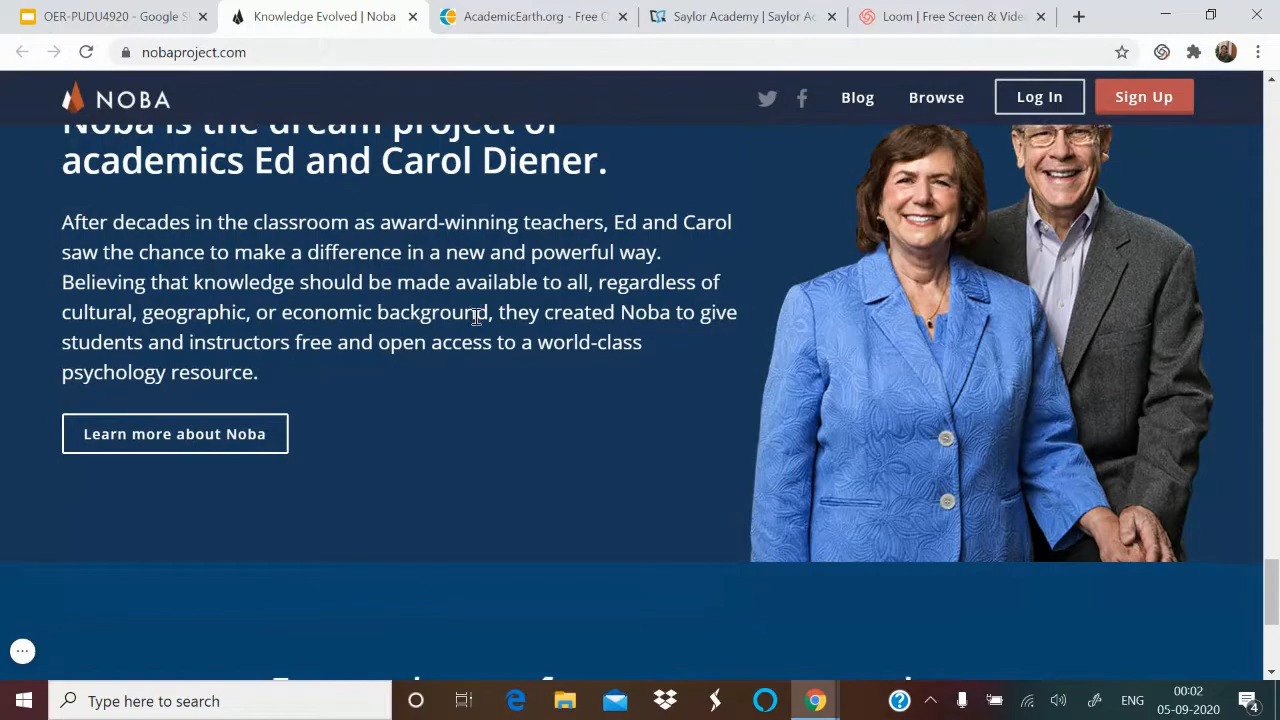 OER-PUDU4920 - Google S
Knowledge Evolved | Noba
AcademicEarth.org - Free C
Saylor Academy | Saylor Ac
Loom | Free Screen & Vide
nobaproject.com
NOBA
Blog
Browse
Log In
Sign Up
Noba is the dream project of
academics Ed and Carol Diener.
After decades in the classroom as award-winning teachers, Ed and Carol
saw the chance to make a difference in a new and powerful way.
Believing that knowledge should be made available to all, regardless of
cultural, geographic, or economic background, they created Noba to give
students and instructors free and open access to a world-class
psychology resource.
Learn more about Noba
Type here to search
ENG
00:02
05-09-2020
4